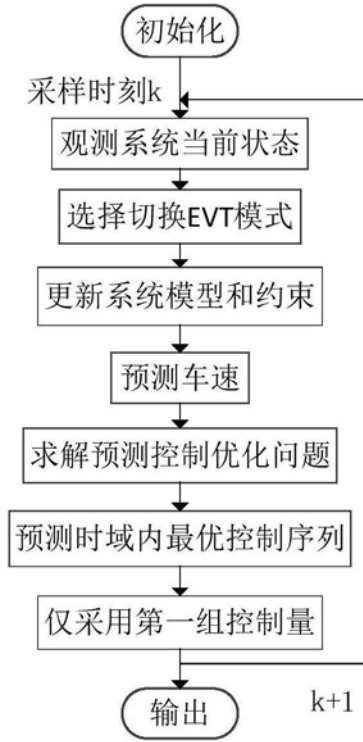 初始化
采样时刻k
观测系统当前状态
选择切换EVT模式
更新系统模型和约束
预测车速
求解预测控制优化问题
预测时域内最优控制序列
仅采用第一组控制量
输出
k+1